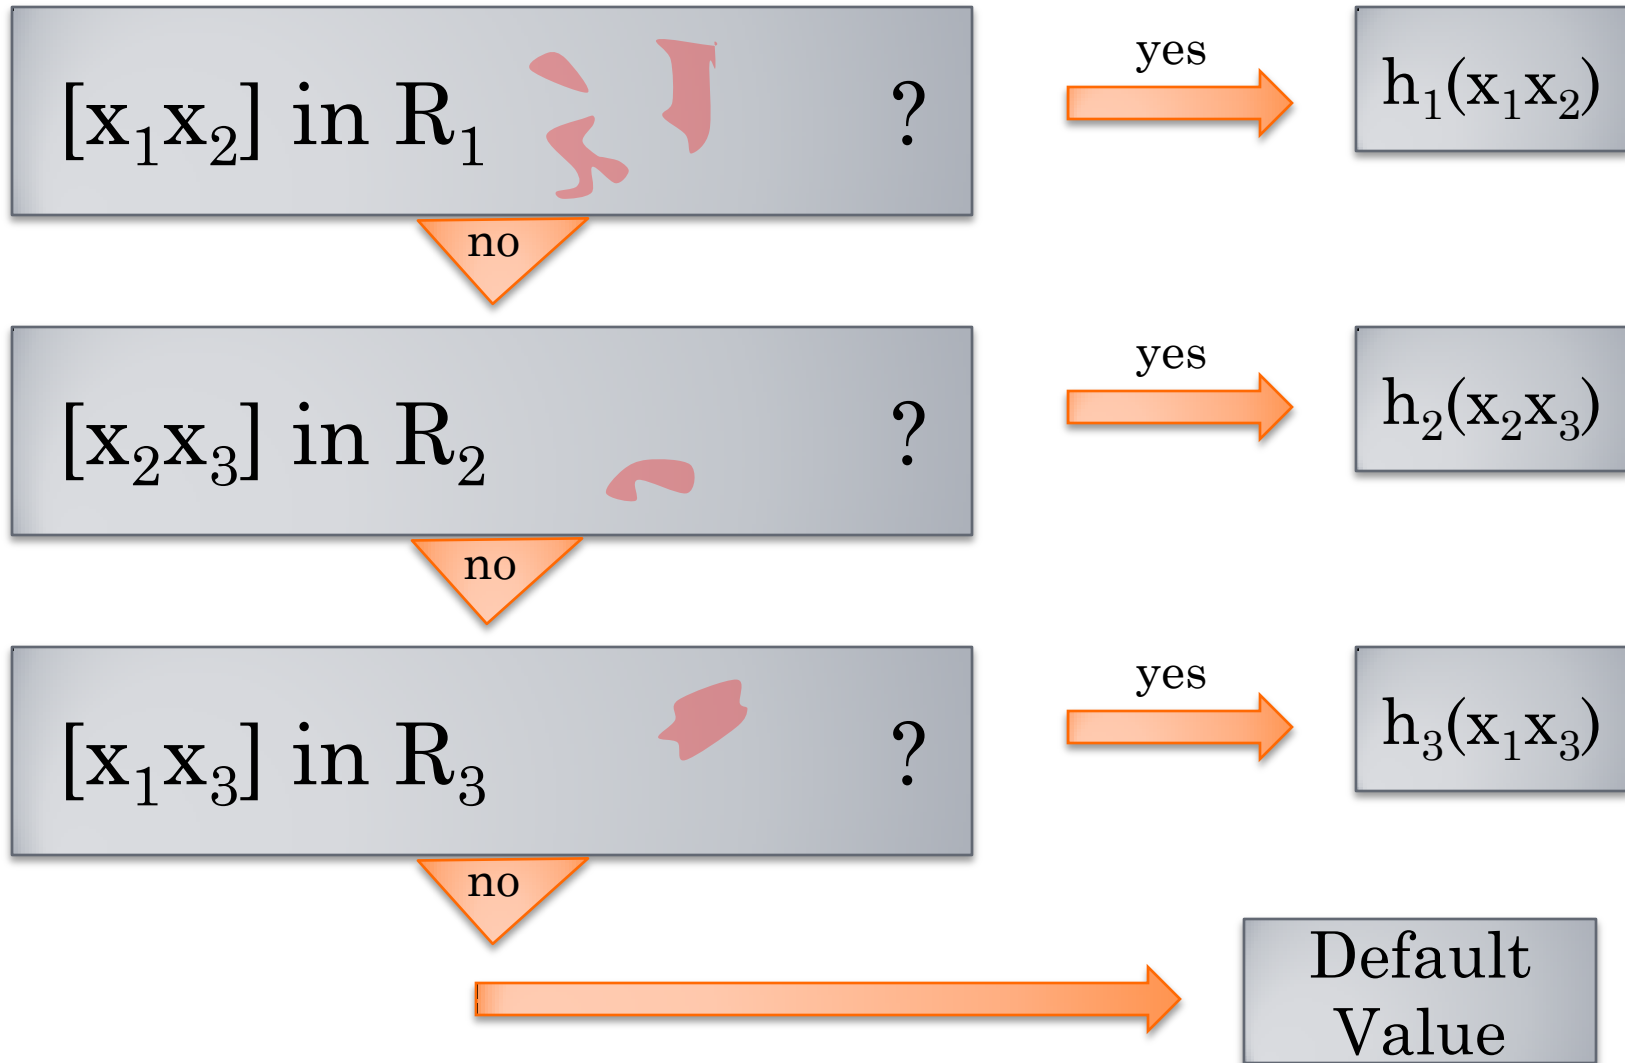 [x₁x₂] in R₁ ?
yes
h₁(x₁x₂)
no
[x₂x₃] in R₂ ?
yes
h₂(x₂x₃)
no
[x₁x₃] in R₃ ?
yes
h₃(x₁x₃)
no
Default
Value